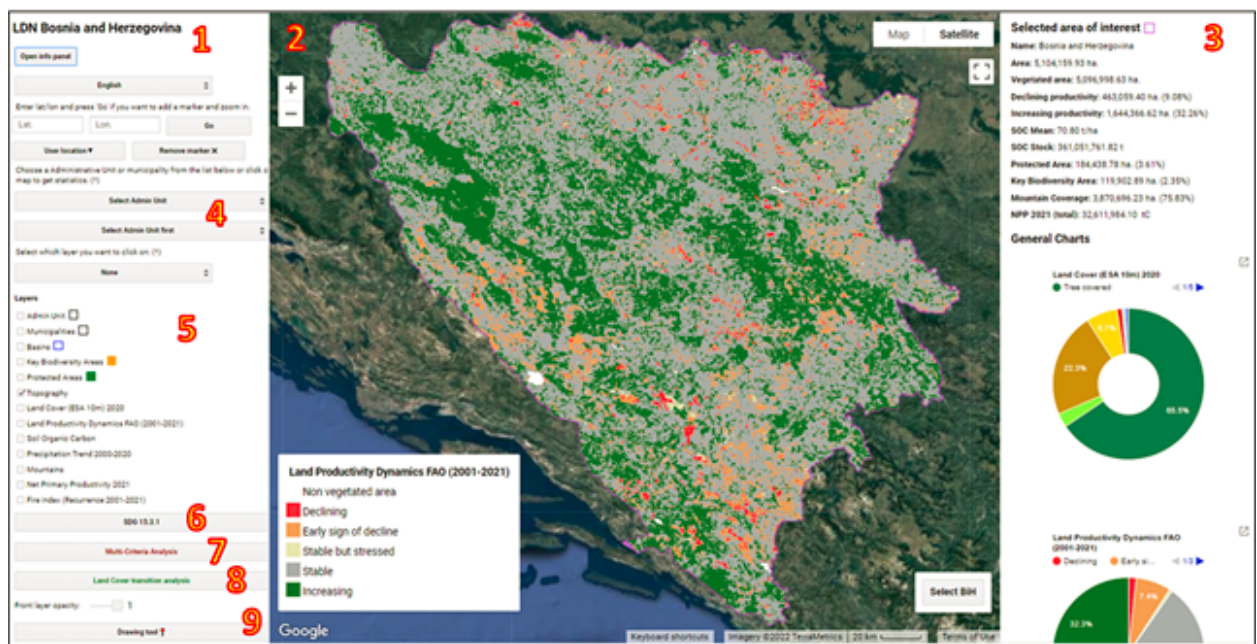 LDN Bosnia and Herzegovina
1
Open info panel
English
Enter lat/lon and press 'Go' if you want to add a marker and zoom in.
Lat.
Lon.
Go
User location ▾
Remove marker ✕
Choose a Administrative Unit or municipality from the list below or click o
map to get statistics. (*)
Select Admin Unit
4
Select Admin Unit first
Select which layer you want to click on: (*)
None
Layers
5
Admin Unit
Municipalities
Basins
Key Biodiversity Areas
Protected Areas
Topography
Land Cover (ESA 10m) 2020
Land Productivity Dynamics FAO (2001-2021)
Soil Organic Carbon
Precipitation Trend 2000-2020
Mountains
Net Primary Productivity 2021
Fire Index (Recurrence 2001-2021)
6
SDG 15.3.1
7
Multi-Criteria Analysis
8
Land Cover transition analysis
Front layer opacity:
1
9
Drawing tool
2
+
−
Map
Satellite
Land Productivity Dynamics FAO (2001-2021)
Non vegetated area
Declining
Early sign of decline
Stable but stressed
Stable
Increasing
Select BiH
Google
Keyboard shortcuts
Imagery ©2022 TerraMetrics
20 km
Terms of Use
Selected area of interest
3
Name: Bosnia and Herzegovina
Area: 5,104,159.93 ha.
Vegetated area: 5,096,998.63 ha.
Declining productivity: 463,059.40 ha. (9.08%)
Increasing productivity: 1,644,366.62 ha. (32.26%)
SOC Mean: 70.80 t/ha
SOC Stock: 361,051,761.82 t
Protected Area: 184,438.78 ha. (3.61%)
Key Biodiversity Area: 119,902.89 ha. (2.35%)
Mountain Coverage: 3,870,696.23 ha. (75.83%)
NPP 2021 (total): 32,611,984.10 tC
General Charts
Land Cover (ESA 10m) 2020
Tree covered
1/5
6.7%
22.3%
65.5%
Land Productivity Dynamics FAO
(2001-2021)
Declining
Early si...
1/3
7.4%
32.3%